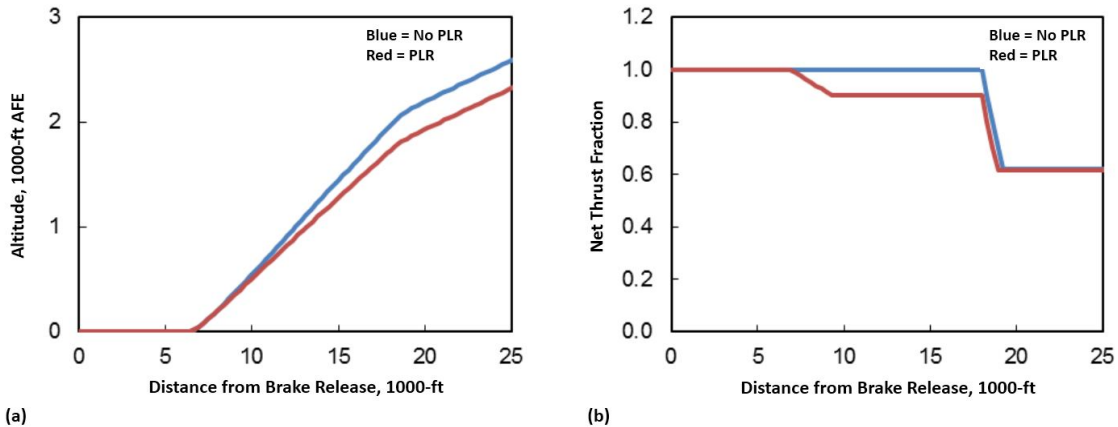 3
2
1
0
Altitude, 1000-ft AFE
Blue = No PLR
Red = PLR
0 5 10 15 20 25
Distance from Brake Release, 1000-ft
(a)
1.2
1.0
0.8
0.6
0.4
0.2
0.0
Net Thrust Fraction
Blue = No PLR
Red = PLR
0 5 10 15 20 25
Distance from Brake Release, 1000-ft
(b)